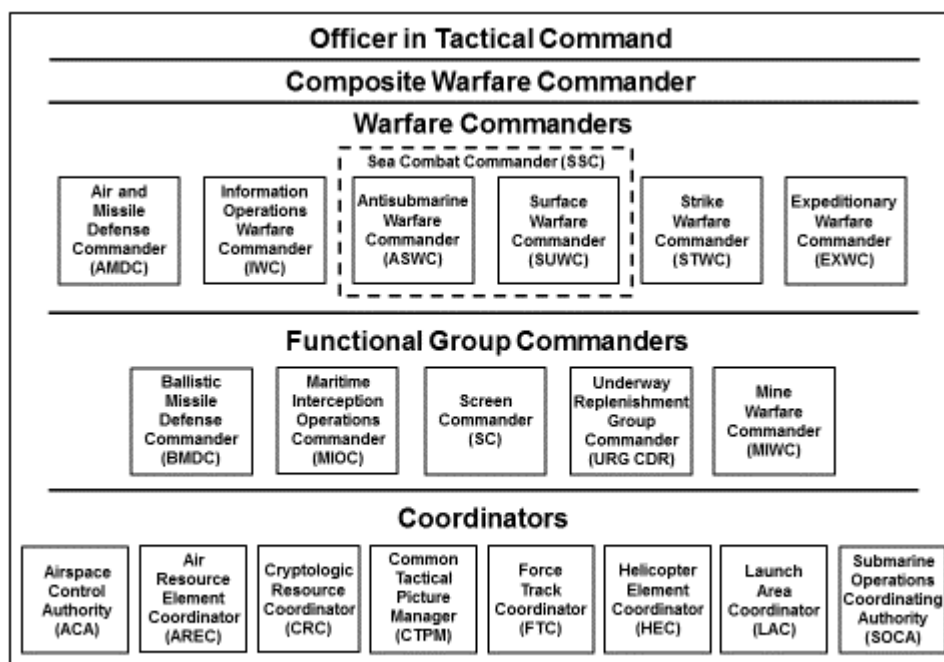 Officer in Tactical Command
Composite Warfare Commander
Warfare Commanders
Sea Combat Commander (SSC)
Air and
Missile
Defense
Commander
(AMDC)
Information
Operations
Warfare
Commander
(IWC)
Antisubmarine
Warfare
Commander
(ASWC)
Surface
Warfare
Commander
(SUWC)
Strike
Warfare
Commander
(STWC)
Expeditionary
Warfare
Commander
(EXWC)
Functional Group Commanders
Ballistic
Missile
Defense
Commander
(BMDC)
Maritime
Interception
Operations
Commander
(MIOC)
Screen
Commander
(SC)
Underway
Replenishment
Group
Commander
(URG CDR)
Mine
Warfare
Commander
(MIWC)
Coordinators
Airspace
Control
Authority
(ACA)
Air
Resource
Element
Coordinator
(AREC)
Cryptologic
Resource
Coordinator
(CRC)
Common
Tactical
Picture
Manager
(CTPM)
Force
Track
Coordinator
(FTC)
Helicopter
Element
Coordinator
(HEC)
Launch
Area
Coordinator
(LAC)
Submarine
Operations
Coordinating
Authority
(SOCA)